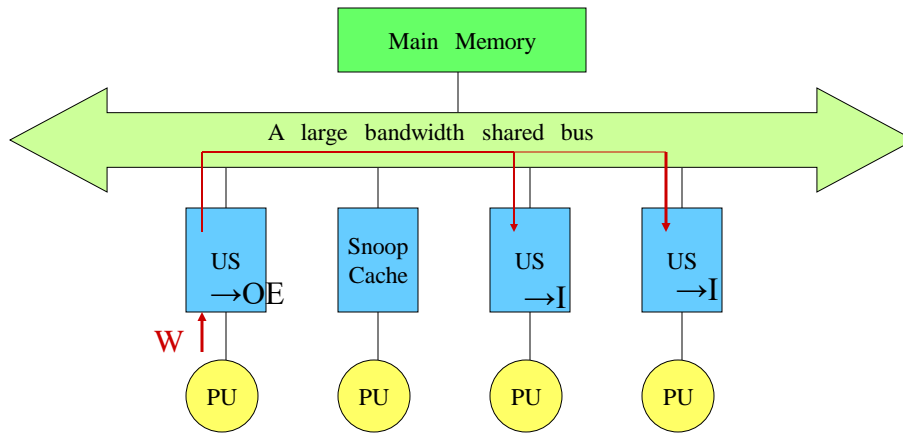 Main Memory
A large bandwidth shared bus
US
→OE
Snoop
Cache
US
→I
US
→I
W
PU
PU
PU
PU